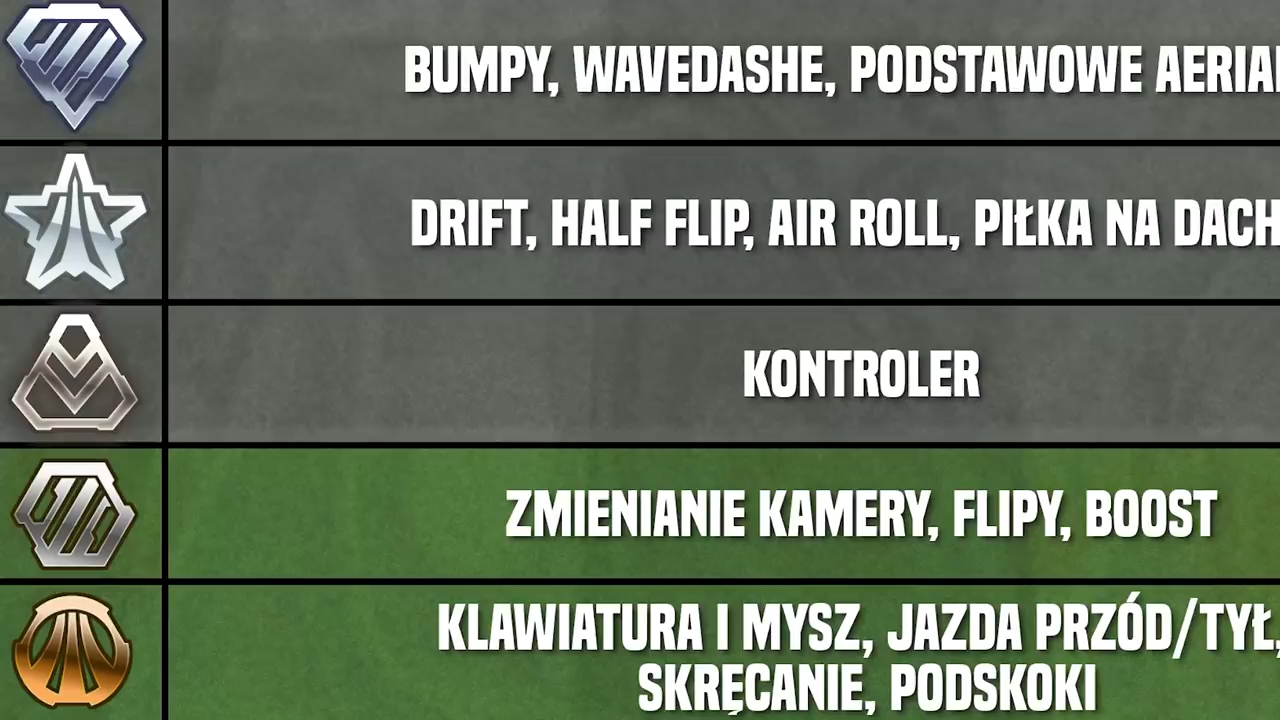 BUMPY, WAVEDASHE, PODSTAWOWE
DRIFT, HALF FLIP, AIR ROLL, PIŁKA NA DACH
KONTROLER
ZMIENIANIE KAMERY, FLIPY, BOOST
KLAWIATURA I MYSZ, JAZDA PRZÓD/TYŁ,
SKRĘCANIE, PODSKOKI